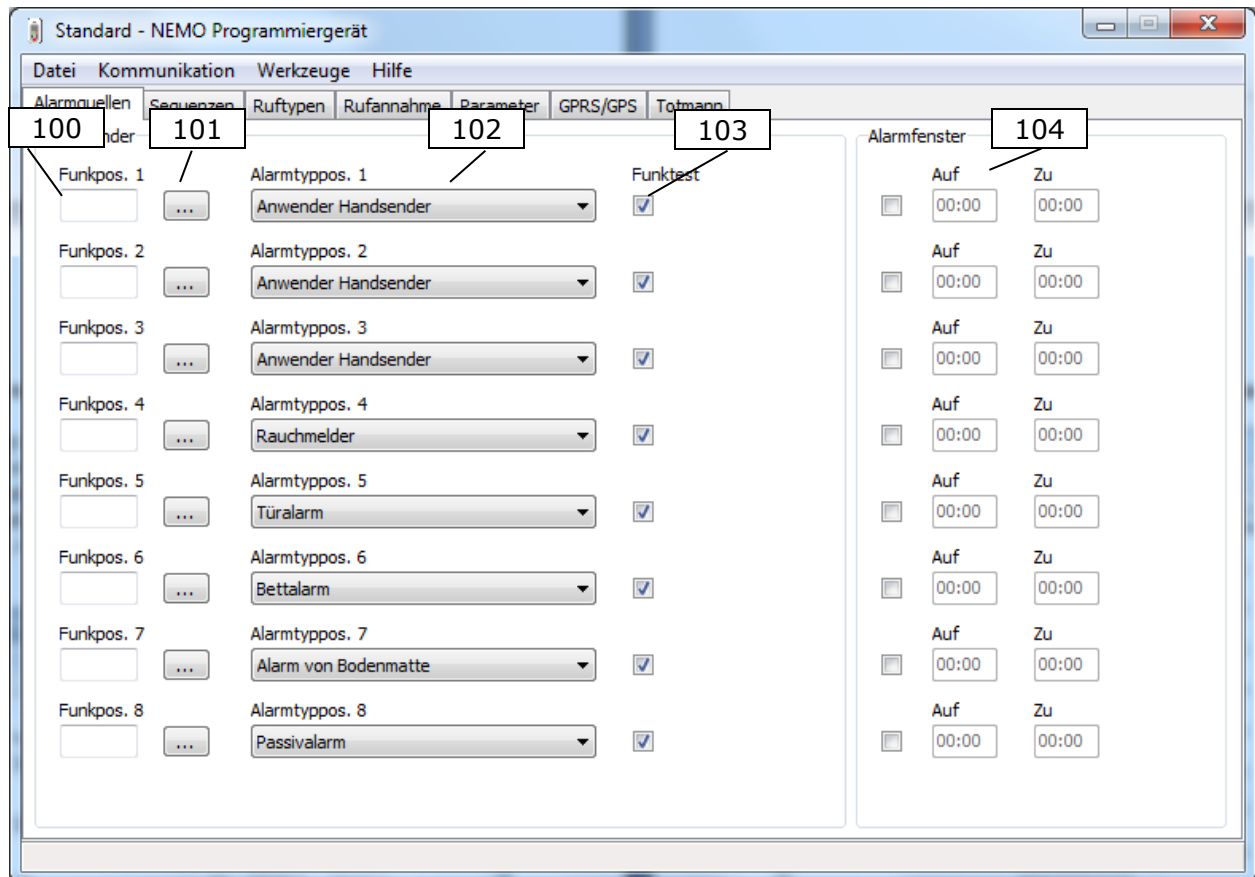 Standard - NEMO Programmiergerät
Datei Kommunikation Werkzeuge Hilfe
Alarmquellen Sequenzen Ruftypen Rufannahme Parameter GPRS/GPS Totmann
100 101 102 103 104
nder Alarmfenster
Funkpos. 1 Alarmtyppos. 1 Funktest Auf Zu
... Anwender Handsender 00:00 00:00
Funkpos. 2 Alarmtyppos. 2 Auf Zu
... Anwender Handsender 00:00 00:00
Funkpos. 3 Alarmtyppos. 3 Auf Zu
... Anwender Handsender 00:00 00:00
Funkpos. 4 Alarmtyppos. 4 Auf Zu
... Rauchmelder 00:00 00:00
Funkpos. 5 Alarmtyppos. 5 Auf Zu
... Türalarm 00:00 00:00
Funkpos. 6 Alarmtyppos. 6 Auf Zu
... Bettalarm 00:00 00:00
Funkpos. 7 Alarmtyppos. 7 Auf Zu
... Alarm von Bodenmatte 00:00 00:00
Funkpos. 8 Alarmtyppos. 8 Auf Zu
... Passivalarm 00:00 00:00